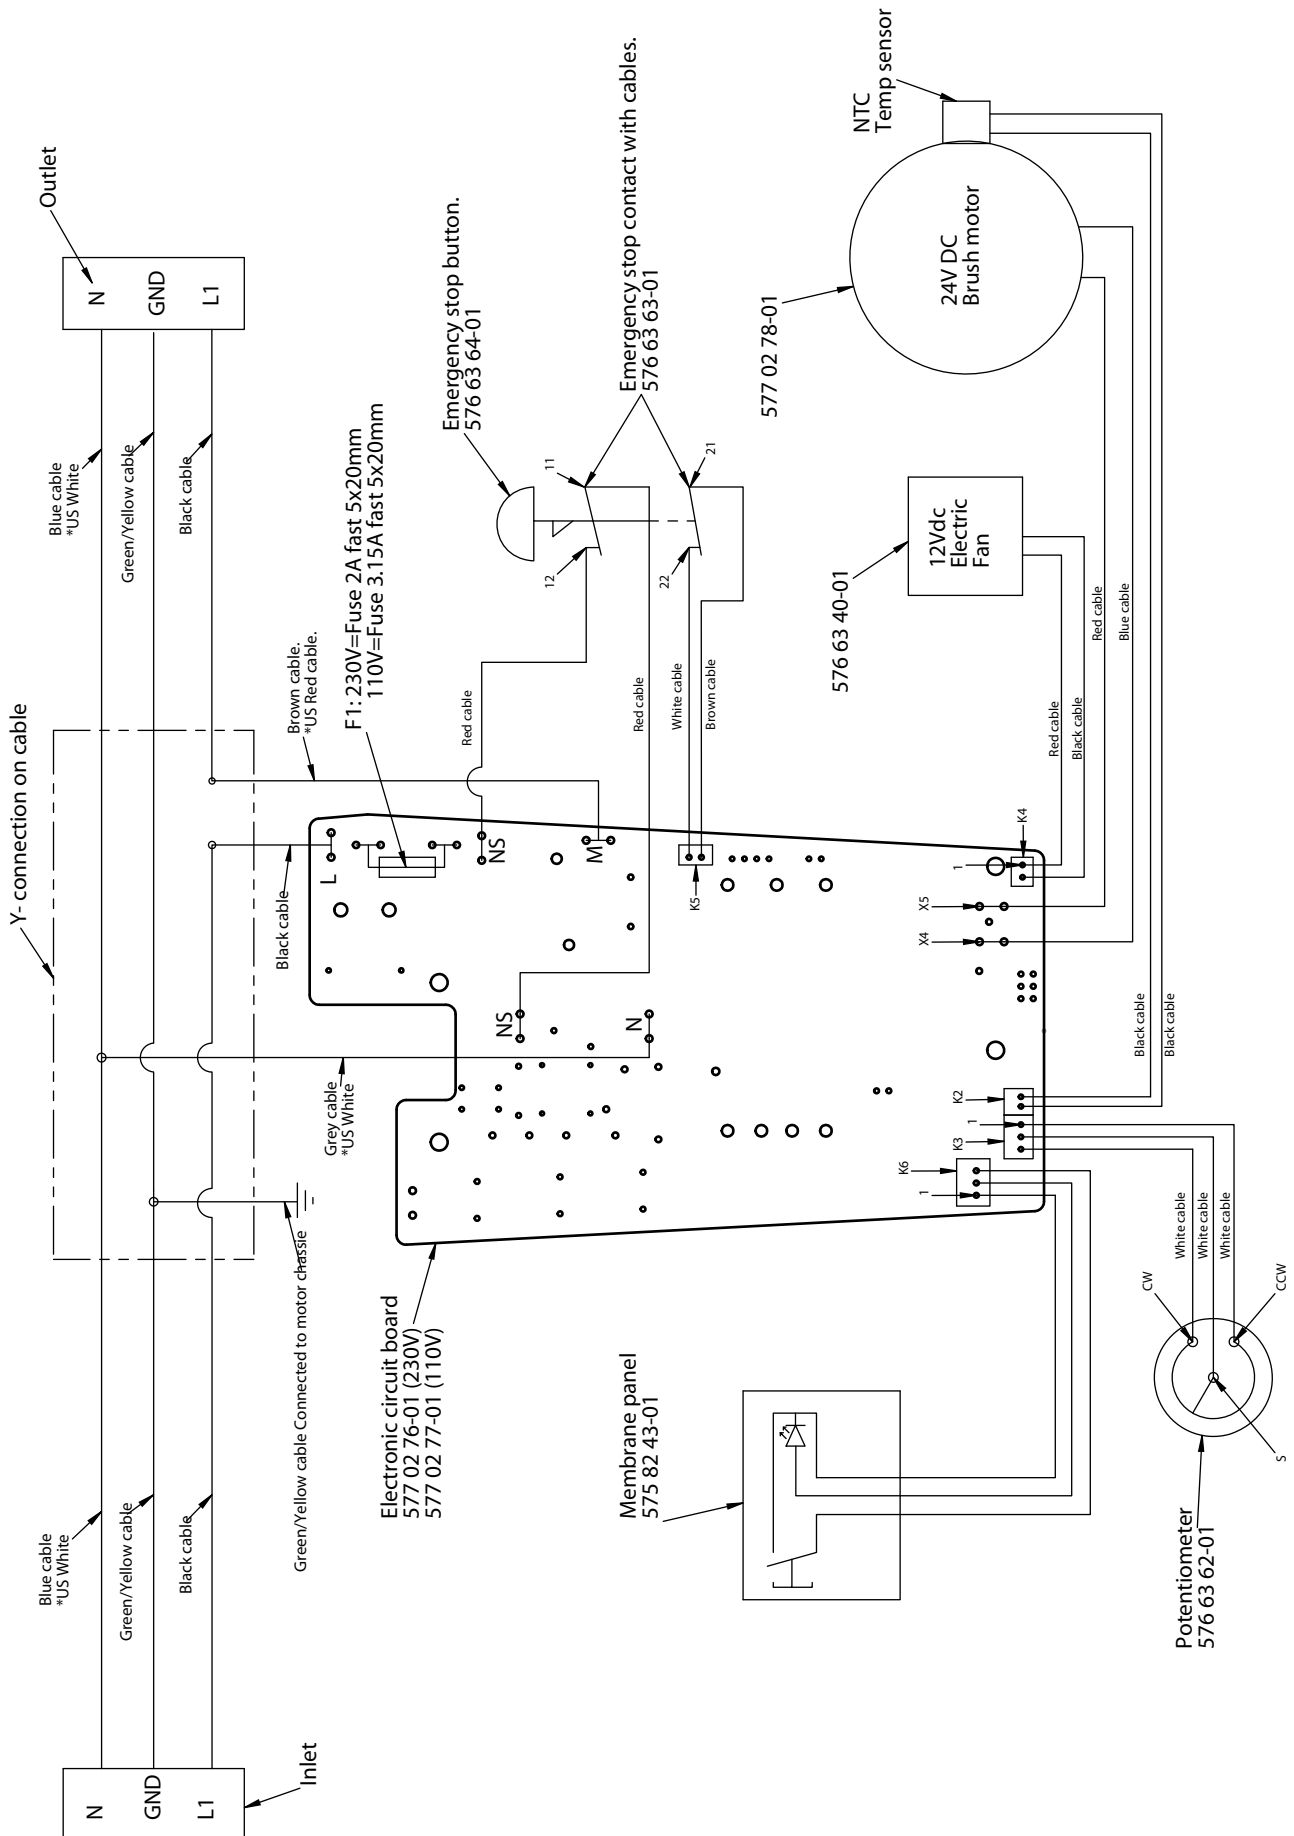 Inlet
N
GND
L1
Blue cable
*US White
Green/Yellow cable
Black cable
Green/Yellow cable Connected to motor chassie
Y- connection on cable
Grey cable
*US White
Black cable
Brown cable.
*US Red cable.
Blue cable
*US White
Green/Yellow cable
Black cable
Outlet
N
GND
L1
Electronic circuit board
577 02 76-01 (230V)
577 02 77-01 (110V)
L
NS
M
NS
N
F1: 230V=Fuse 2A fast 5x20mm
110V=Fuse 3.15A fast 5x20mm
Emergency stop button.
576 63 64-01
Emergency stop contact with cables.
576 63 63-01
12
11
22
21
Red cable
Red cable
White cable
Brown cable
K5
Membrane panel
575 82 43-01
1
K6
K3
1
K2
X4
X5
1
K4
Potentiometer
576 63 62-01
CW
S
CCW
White cable
White cable
White cable
Black cable
Black cable
Red cable
Black cable
Red cable
Blue cable
576 63 40-01
12Vdc
Electric
Fan
577 02 78-01
24V DC
Brush motor
NTC
Temp sensor